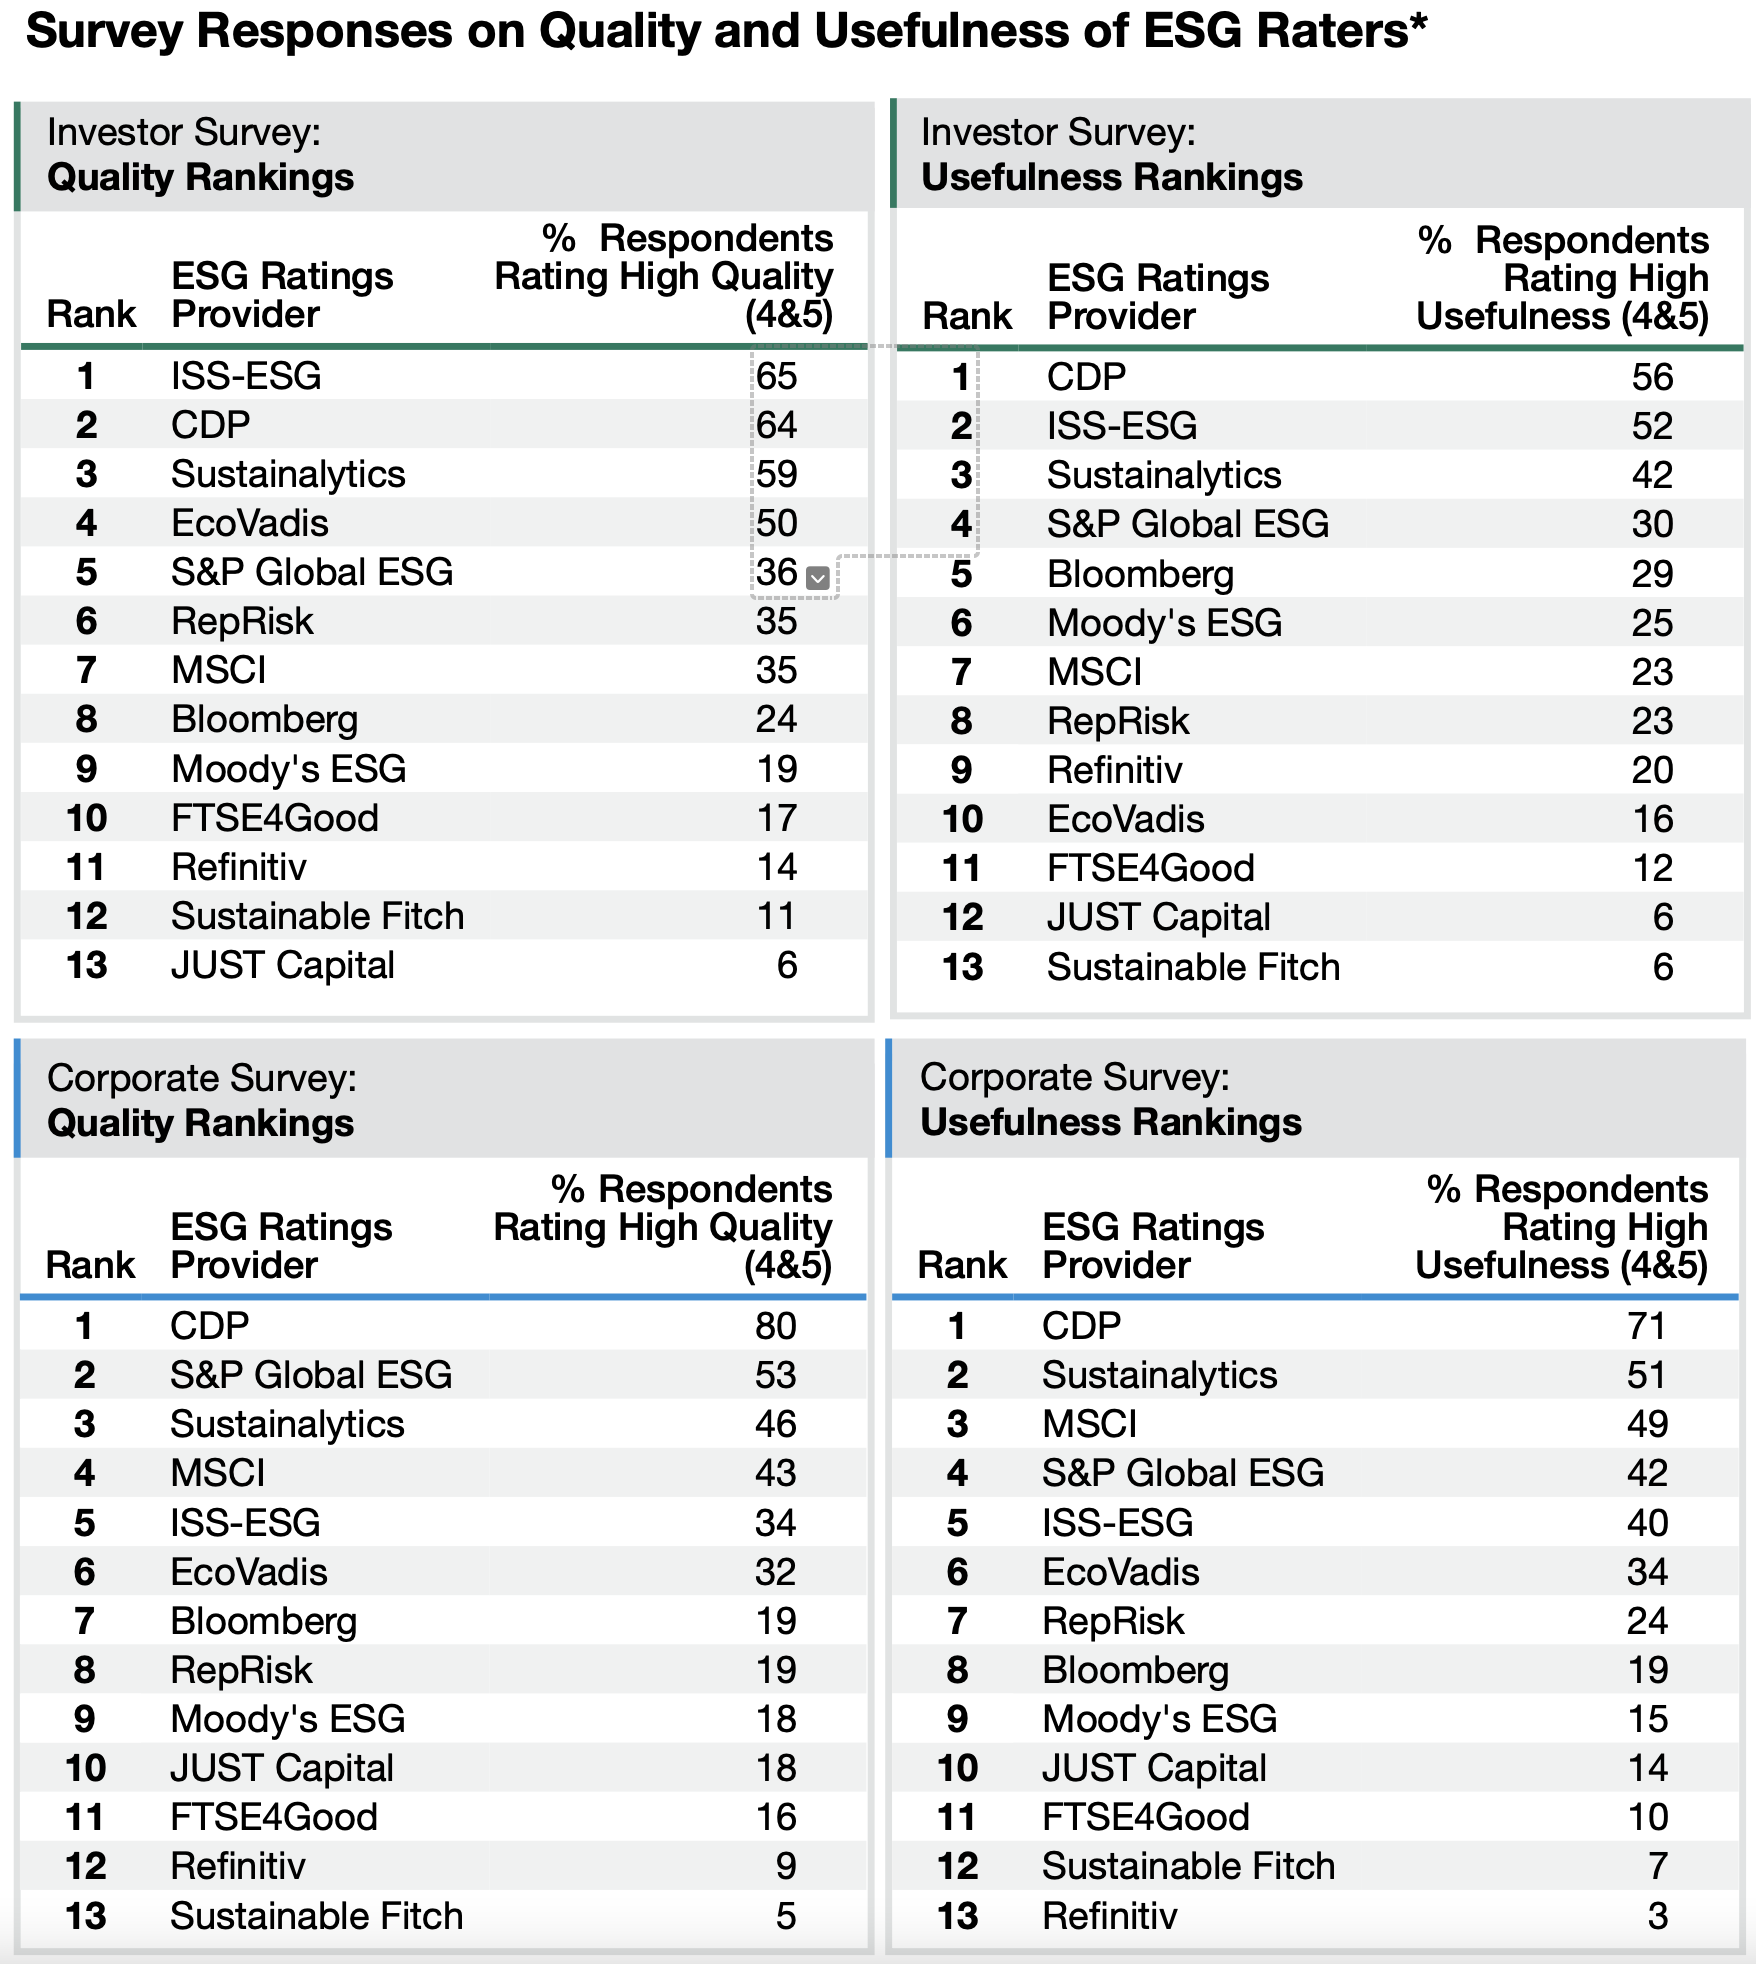 Survey Responses on Quality and Usefulness of ESG Raters*
Investor Survey:
Quality Rankings
Rank ESG Ratings Provider % Respondents Rating High Quality (4&5)
1 ISS-ESG 65
2 CDP 64
3 Sustainalytics 59
4 EcoVadis 50
5 S&P Global ESG 36
6 RepRisk 35
7 MSCI 35
8 Bloomberg 24
9 Moody's ESG 19
10 FTSE4Good 17
11 Refinitiv 14
12 Sustainable Fitch 11
13 JUST Capital 6
Investor Survey:
Usefulness Rankings
Rank ESG Ratings Provider % Respondents Rating High Usefulness (4&5)
1 CDP 56
2 ISS-ESG 52
3 Sustainalytics 42
4 S&P Global ESG 30
5 Bloomberg 29
6 Moody's ESG 25
7 MSCI 23
8 RepRisk 23
9 Refinitiv 20
10 EcoVadis 16
11 FTSE4Good 12
12 JUST Capital 6
13 Sustainable Fitch 6
Corporate Survey:
Quality Rankings
Rank ESG Ratings Provider % Respondents Rating High Quality (4&5)
1 CDP 80
2 S&P Global ESG 53
3 Sustainalytics 46
4 MSCI 43
5 ISS-ESG 34
6 EcoVadis 32
7 Bloomberg 19
8 RepRisk 19
9 Moody's ESG 18
10 JUST Capital 18
11 FTSE4Good 16
12 Refinitiv 9
13 Sustainable Fitch 5
Corporate Survey:
Usefulness Rankings
Rank ESG Ratings Provider % Respondents Rating High Usefulness (4&5)
1 CDP 71
2 Sustainalytics 51
3 MSCI 49
4 S&P Global ESG 42
5 ISS-ESG 40
6 EcoVadis 34
7 RepRisk 24
8 Bloomberg 19
9 Moody's ESG 15
10 JUST Capital 14
11 FTSE4Good 10
12 Sustainable Fitch 7
13 Refinitiv 3